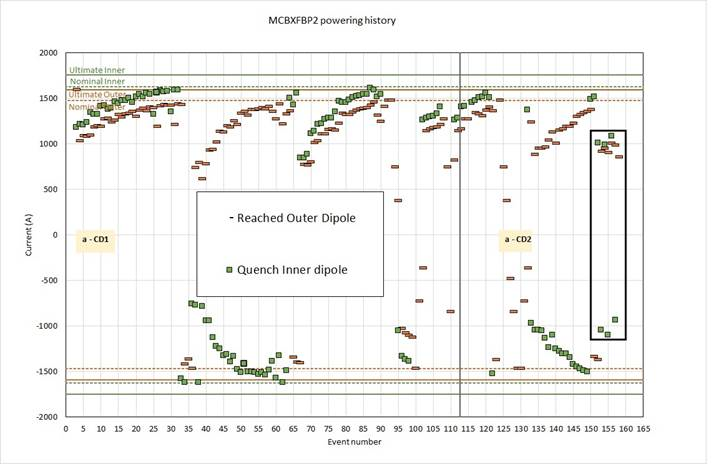 MCBXFBP2 powering history
2000
1500
1000
500
0
-500
-1000
-1500
-2000
Current (A)
Ultimate Inner
Nominal Inner
Ultimate Outer
a - CD1
a - CD2
Reached Outer Dipole
Quench Inner dipole
0 5 10 15 20 25 30 35 40 45 50 55 60 65 70 75 80 85 90 95 100 105 110 115 120 125 130 135 140 145 150 155 160 165
Event number